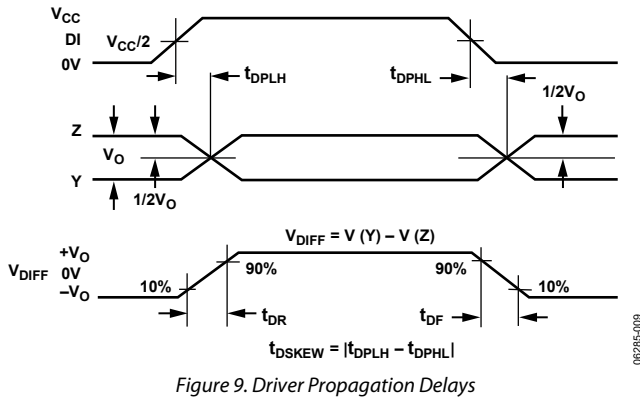 VCC
DI
0V
VCC/2
tDPLH
tDPHL
1/2VO
Z
VO
Y
1/2VO
VDIFF = V (Y) – V (Z)
+VO
VDIFF 0V
–VO
10%
90%
90%
10%
tDR
tDF
tDSKEW = |tDPLH – tDPHL|
06285-009
Figure 9. Driver Propagation Delays